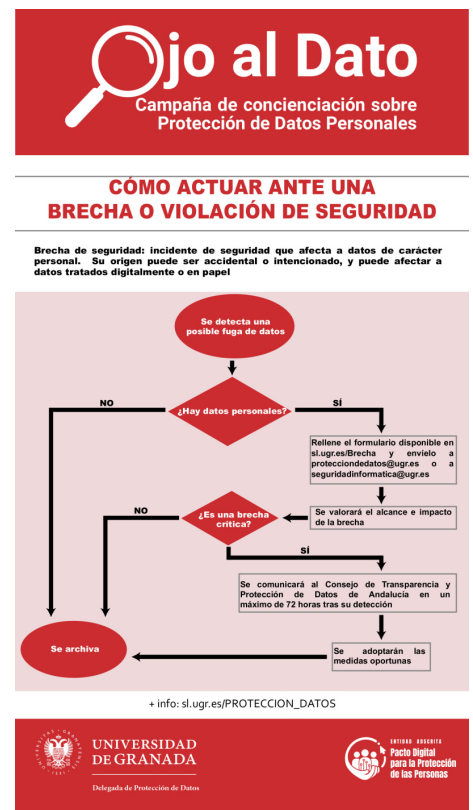 Ojo al Dato
Campaña de concienciación sobre
Protección de Datos Personales
CÓMO ACTUAR ANTE UNA
BRECHA O VIOLACIÓN DE SEGURIDAD
Brecha de seguridad: incidente de seguridad que afecta a datos de carácter
personal. Su origen puede ser accidental o intencionado, y puede afectar a
datos tratados digitalmente o en papel
Se detecta una
posible fuga de datos
NO
¿Hay datos personales?
SÍ
Rellene el formulario disponible en
sl.ugr.es/Brecha y envíelo a
protecciondedatos@ugr.es o a
seguridadinformatica@ugr.es
Se valorará el alcance e impacto
de la brecha
NO
¿Es una brecha
crítica?
SÍ
Se comunicará al Consejo de Transparencia y
Protección de Datos de Andalucía en un
máximo de 72 horas tras su detección
Se adoptarán las
medidas oportunas
Se archiva
+ info: sl.ugr.es/PROTECCION_DATOS
UNIVERSIDAD
DE GRANADA
Delegada de Protección de Datos
ENTIDAD ADSCRITA
Pacto Digital
para la Protección
de las Personas